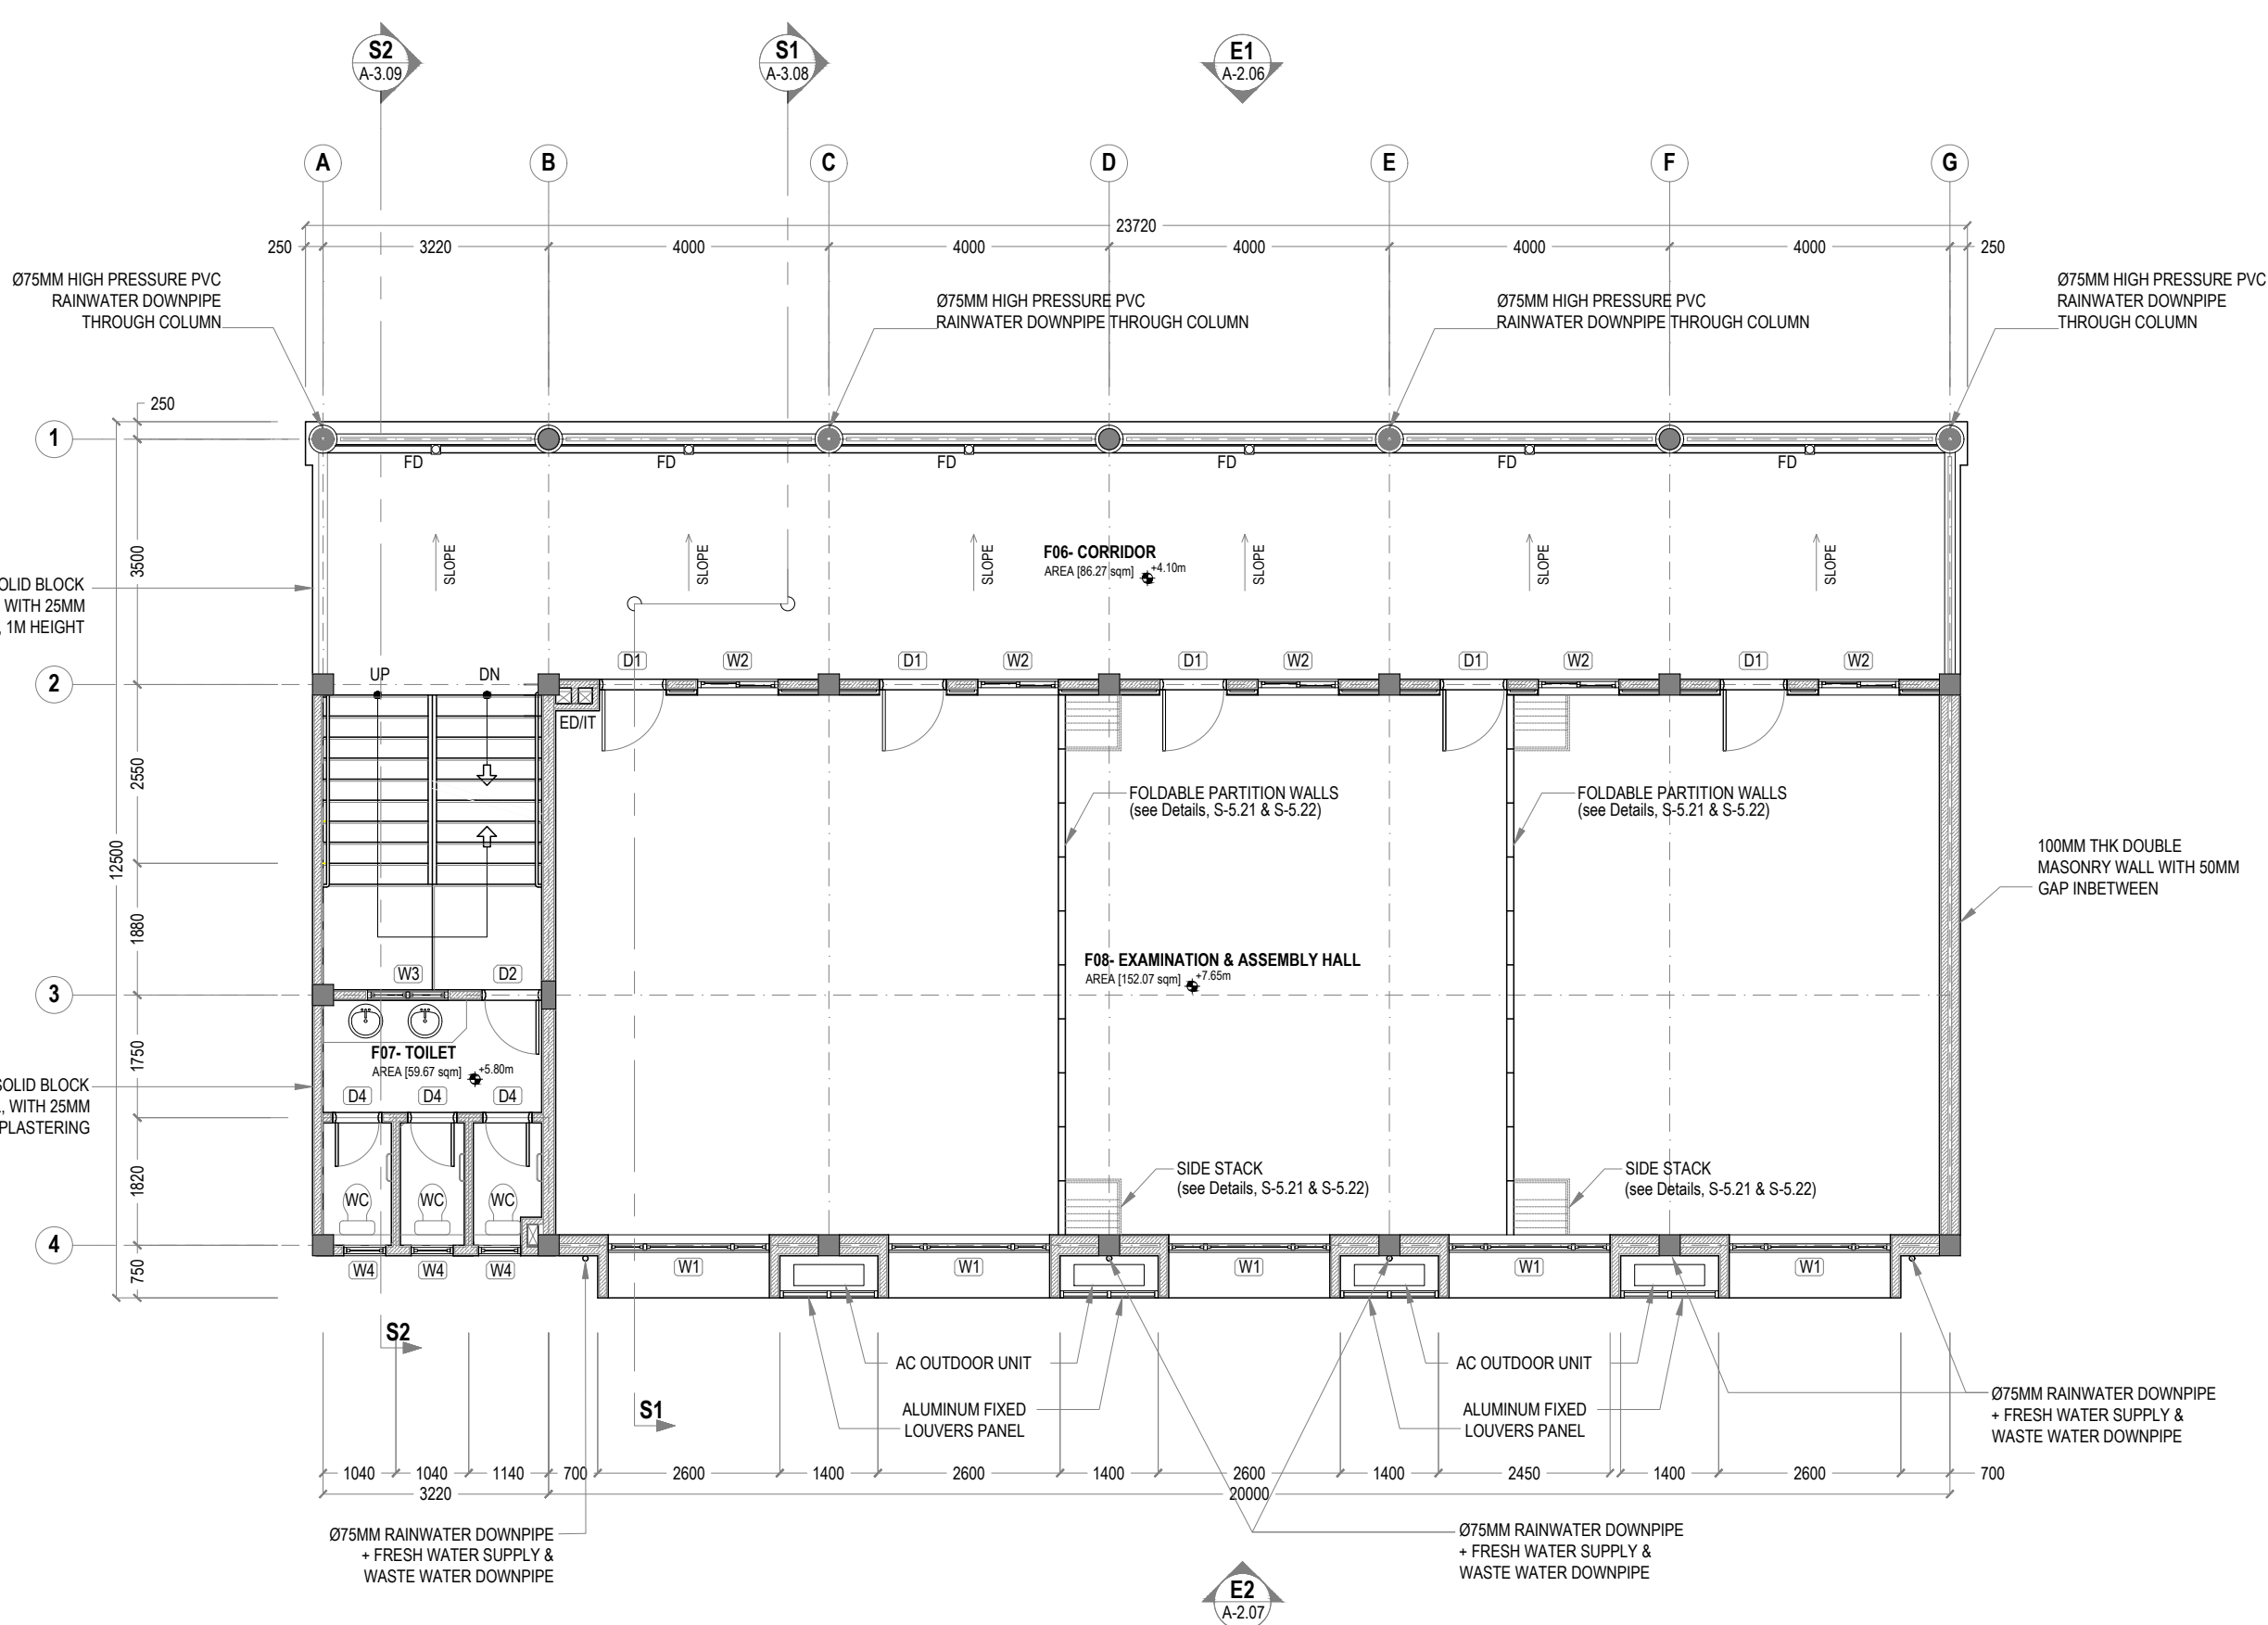 S2
A-3.09
S1
A-3.08
E1
A-2.06
A
B
C
D
E
F
G
23720
250
3220
4000
4000
4000
4000
4000
250
Ø75MM HIGH PRESSURE PVC
RAINWATER DOWNPIPE
THROUGH COLUMN
Ø75MM HIGH PRESSURE PVC
RAINWATER DOWNPIPE THROUGH COLUMN
Ø75MM HIGH PRESSURE PVC
RAINWATER DOWNPIPE THROUGH COLUMN
Ø75MM HIGH PRESSURE PVC
RAINWATER DOWNPIPE
THROUGH COLUMN
250
1
FD
FD
FD
FD
FD
FD
3500
SLOPE
SLOPE
SLOPE
SLOPE
SLOPE
SLOPE
F06- CORRIDOR
AREA [86.27 sqm]
+4.10m
OLID BLOCK
WITH 25MM
, 1M HEIGHT
D1
W2
D1
W2
D1
W2
D1
W2
D1
W2
2
UP
DN
ED/IT
2550
12500
FOLDABLE PARTITION WALLS
(see Details, S-5.21 & S-5.22)
FOLDABLE PARTITION WALLS
(see Details, S-5.21 & S-5.22)
100MM THK DOUBLE
MASONRY WALL WITH 50MM
GAP INBETWEEN
1880
W3
D2
F08- EXAMINATION & ASSEMBLY HALL
AREA [152.07 sqm]
+7.65m
3
1750
F07- TOILET
AREA [59.67 sqm]
+5.80m
SOLID BLOCK
, WITH 25MM
PLASTERING
D4
D4
D4
1820
WC
WC
WC
SIDE STACK
(see Details, S-5.21 & S-5.22)
SIDE STACK
(see Details, S-5.21 & S-5.22)
4
750
W4
W4
W4
W1
W1
W1
W1
W1
S2
AC OUTDOOR UNIT
AC OUTDOOR UNIT
S1
ALUMINUM FIXED
LOUVERS PANEL
ALUMINUM FIXED
LOUVERS PANEL
Ø75MM RAINWATER DOWNPIPE
+ FRESH WATER SUPPLY &
WASTE WATER DOWNPIPE
1040
1040
1140
700
2600
1400
2600
1400
2600
1400
2450
1400
2600
700
3220
20000
Ø75MM RAINWATER DOWNPIPE
+ FRESH WATER SUPPLY &
WASTE WATER DOWNPIPE
Ø75MM RAINWATER DOWNPIPE
+ FRESH WATER SUPPLY &
WASTE WATER DOWNPIPE
E2
A-2.07